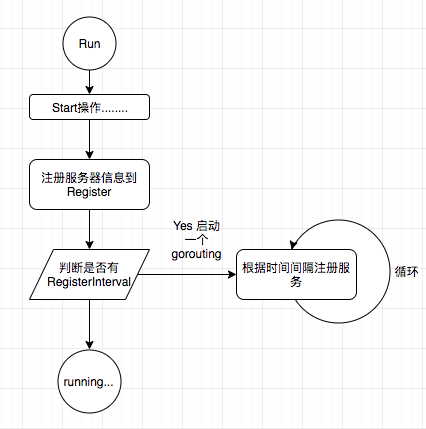 Run
Start操作........
注册服务器信息到
Register
Yes 启动
一个
gorouting
判断是否有
RegisterInterval
根据时间间隔注册服
务
循环
running...